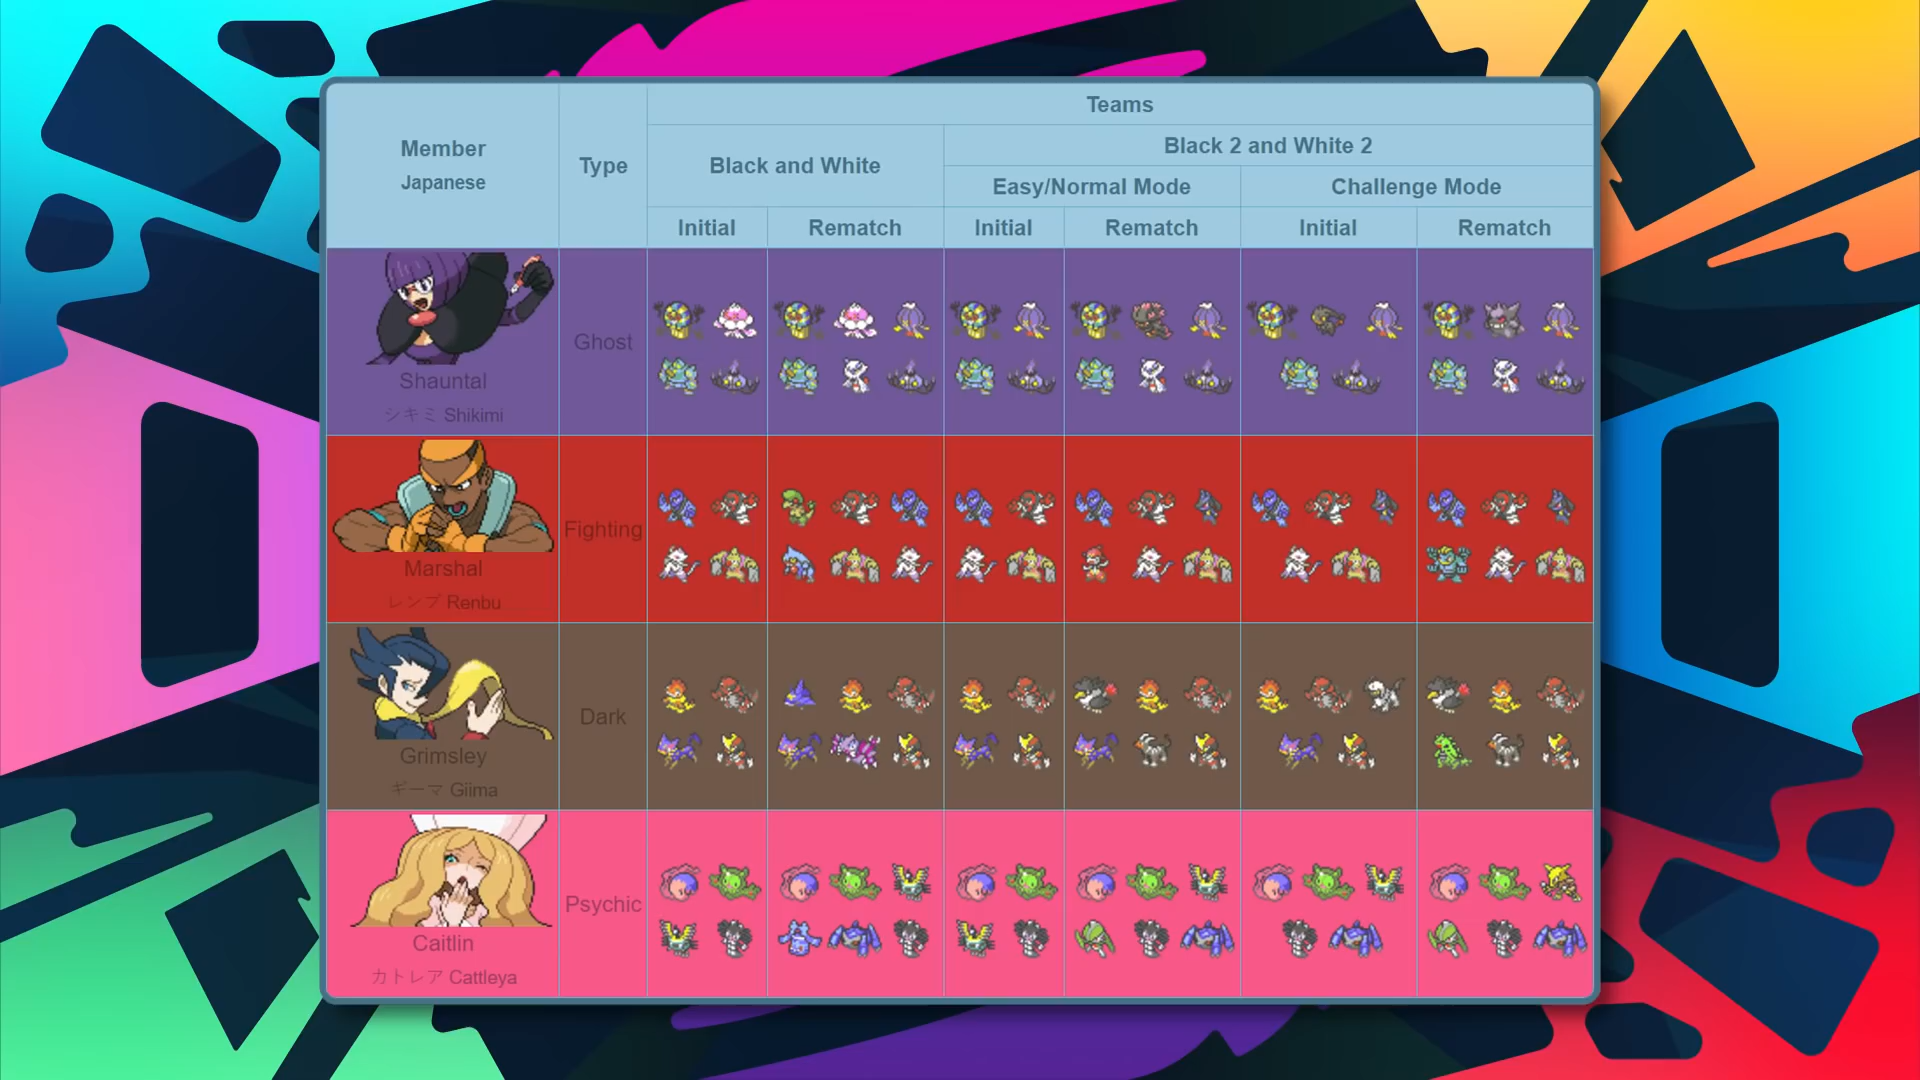 Member
Japanese
Type
Teams
Black and White
Black 2 and White 2
Easy/Normal Mode
Challenge Mode
Initial
Rematch
Initial
Rematch
Initial
Rematch
Shauntal
シキミ Shikimi
Ghost
Marshal
レンブ Renbu
Fighting
Grimsley
ギーマ Giima
Dark
Caitlin
カトレア Cattleya
Psychic